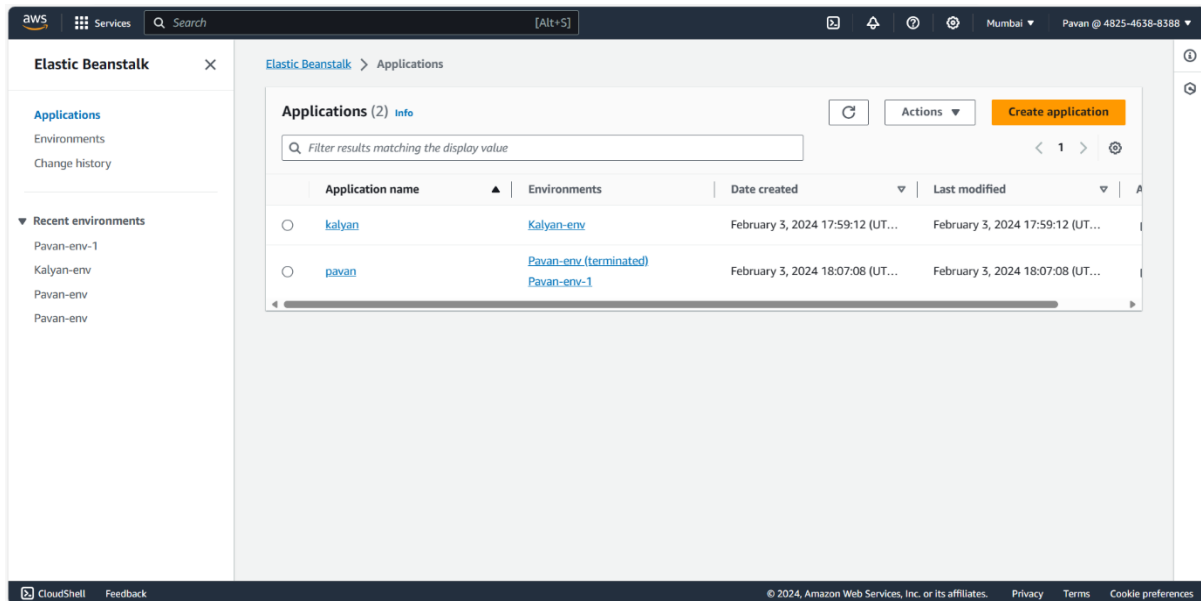 aws
Services
Search
[Alt+S]
Mumbai ▼
Pavan @ 4825-4638-8388 ▼
Elastic Beanstalk
Applications
Environments
Change history
▼ Recent environments
Pavan-env-1
Kalyan-env
Pavan-env
Pavan-env
Elastic Beanstalk > Applications
Applications (2) Info
Actions ▼
Create application
Filter results matching the display value
< 1 >
Application name ▲ Environments Date created ▽ Last modified ▽ A
kalyan Kalyan-env February 3, 2024 17:59:12 (UT... February 3, 2024 17:59:12 (UT...
pavan Pavan-env (terminated) February 3, 2024 18:07:08 (UT... February 3, 2024 18:07:08 (UT...
Pavan-env-1
CloudShell Feedback © 2024, Amazon Web Services, Inc. or its affiliates. Privacy Terms Cookie preferences